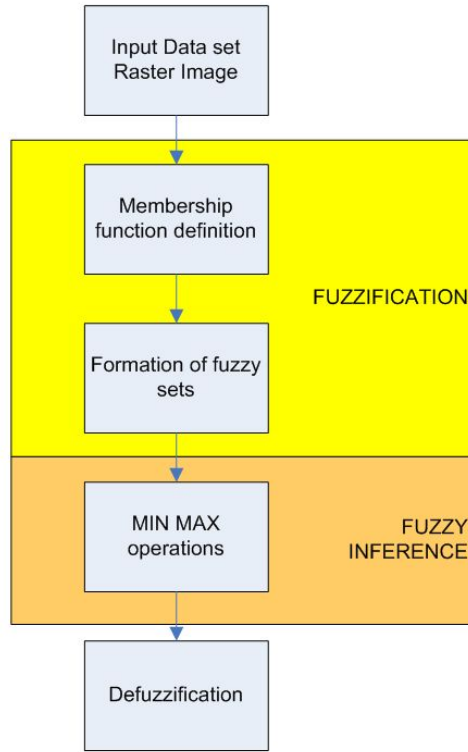 Input Data set
Raster Image
Membership
function definition
FUZZIFICATION
Formation of fuzzy
sets
MIN MAX
operations
FUZZY
INFERENCE
Defuzzification